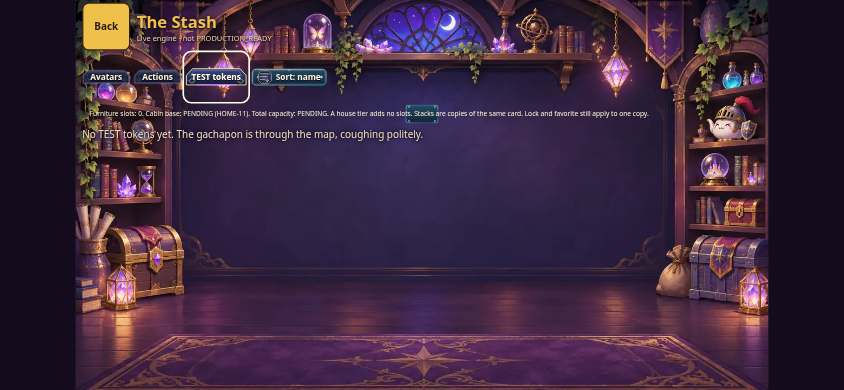 Back
The Stash
Live engine - not PRODUCTION_READY
Avatars
Actions
TEST tokens
Sort: name
Furniture slots: 0. Cabin base: PENDING (HOME-11). Total capacity: PENDING. A house tier adds no slots. Stacks are copies of the same card. Lock and favorite still apply to one copy.
No TEST tokens yet. The gachapon is through the map, coughing politely.